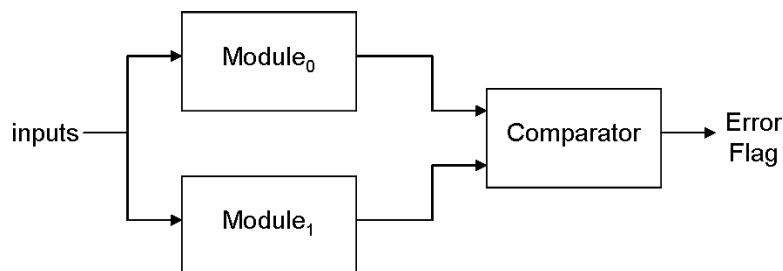 Module₀
inputs
Comparator
Error
Flag
Module₁